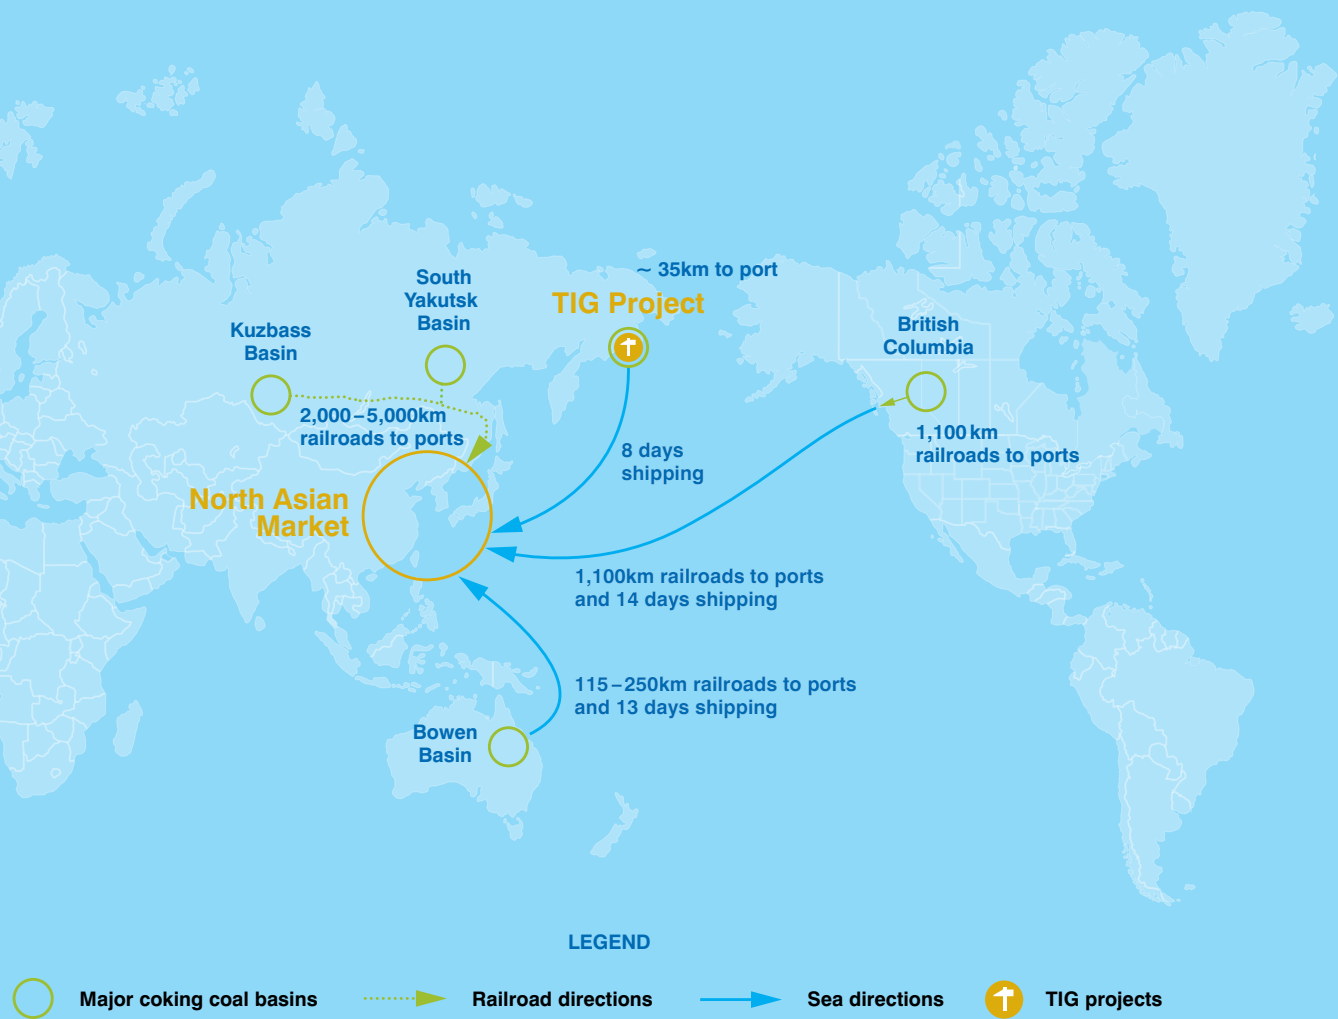 ~ 35km to port
TIG Project
South
Yakutsk
Basin
Kuzbass
Basin
British
Columbia
2,000–5,000km
railroads to ports
1,100 km
railroads to ports
8 days
shipping
North Asian
Market
1,100km railroads to ports
and 14 days shipping
115–250km railroads to ports
and 13 days shipping
Bowen
Basin
LEGEND
Major coking coal basins
Railroad directions
Sea directions
TIG projects